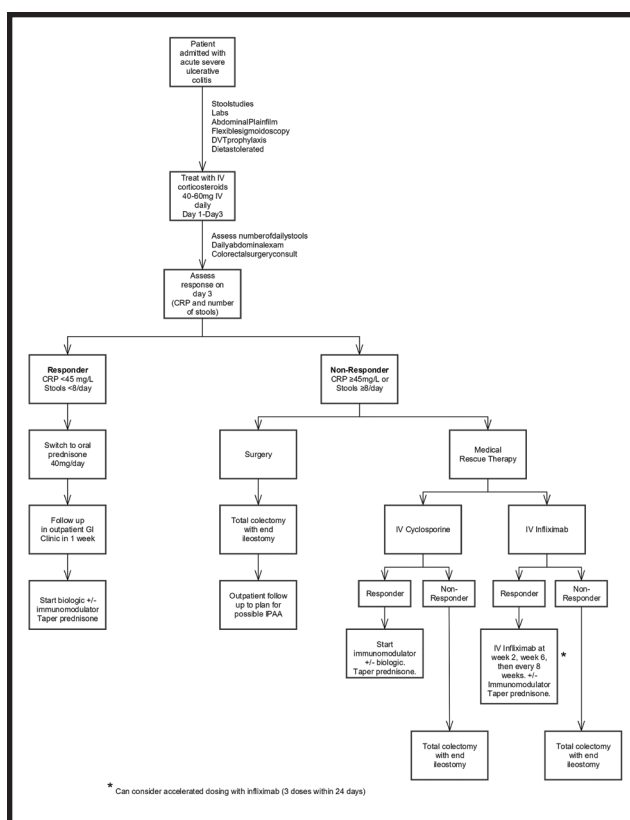 Patient
admitted with
acute severe
ulcerative
colitis
Stoolstudies
Labs
AbdominalPlainfilm
Flexiblesigmoidoscopy
DVTprophylaxis
Dietastolerated
Treat with IV
corticosteroids
40-60mg IV
daily
Day 1-Day3
Assess numberofdailystools
Dailyabdominalexam
Colorectalsurgeryconsult
Assess
response on
day 3
(CRP and number
of stools)
Responder
CRP <45 mg/L
Stools <8/day
Non-Responder
CRP ≥45mg/L or
Stools ≥8/day
Switch to oral
prednisone
40mg/day
Surgery
Medical
Rescue Therapy
Follow up
in outpatient GI
Clinic in 1 week
Total colectomy
with end
ileostomy
IV Cyclosporine
IV Infliximab
Start biologic +/-
immunomodulator
Taper prednisone
Outpatient follow
up to plan for
possible IPAA
Responder
Non-
Responder
Responder
Non-
Responder
Start
immunomodulator
+/- biologic.
Taper prednisone.
IV Infliximab at
week 2, week 6,
then every 8
weeks. +/-
Immunomodulator
Taper prednisone.
*
Total colectomy
with end
ileostomy
Total colectomy
with end
ileostomy
* Can consider accelerated dosing with infliximab (3 doses within 24 days)